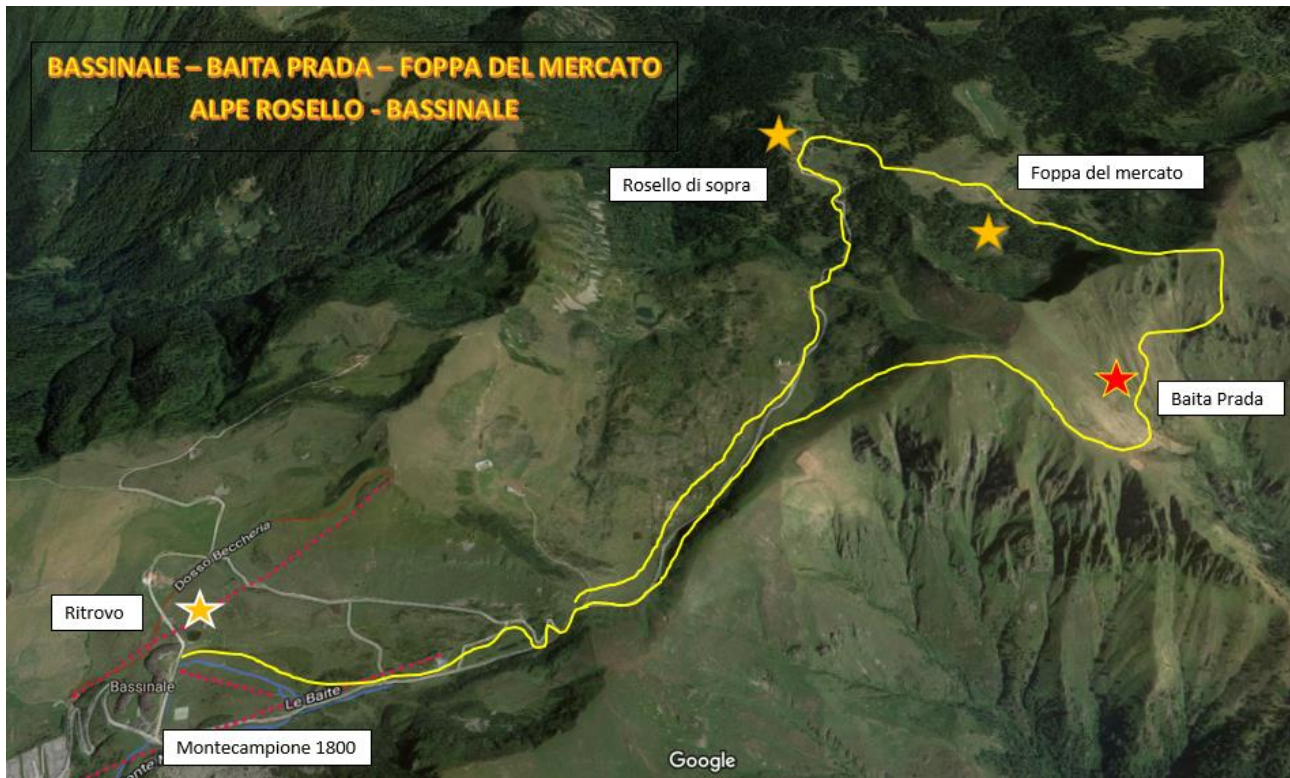 BASSINALE – BAITA PRADA – FOPPA DEL MERCATO
ALPE ROSELLO - BASSINALE
Rosello di sopra
Foppa del mercato
Baita Prada
Dosso Beccheria
Ritrovo
Bassinale
Le Baite
Montecampione 1800
Google